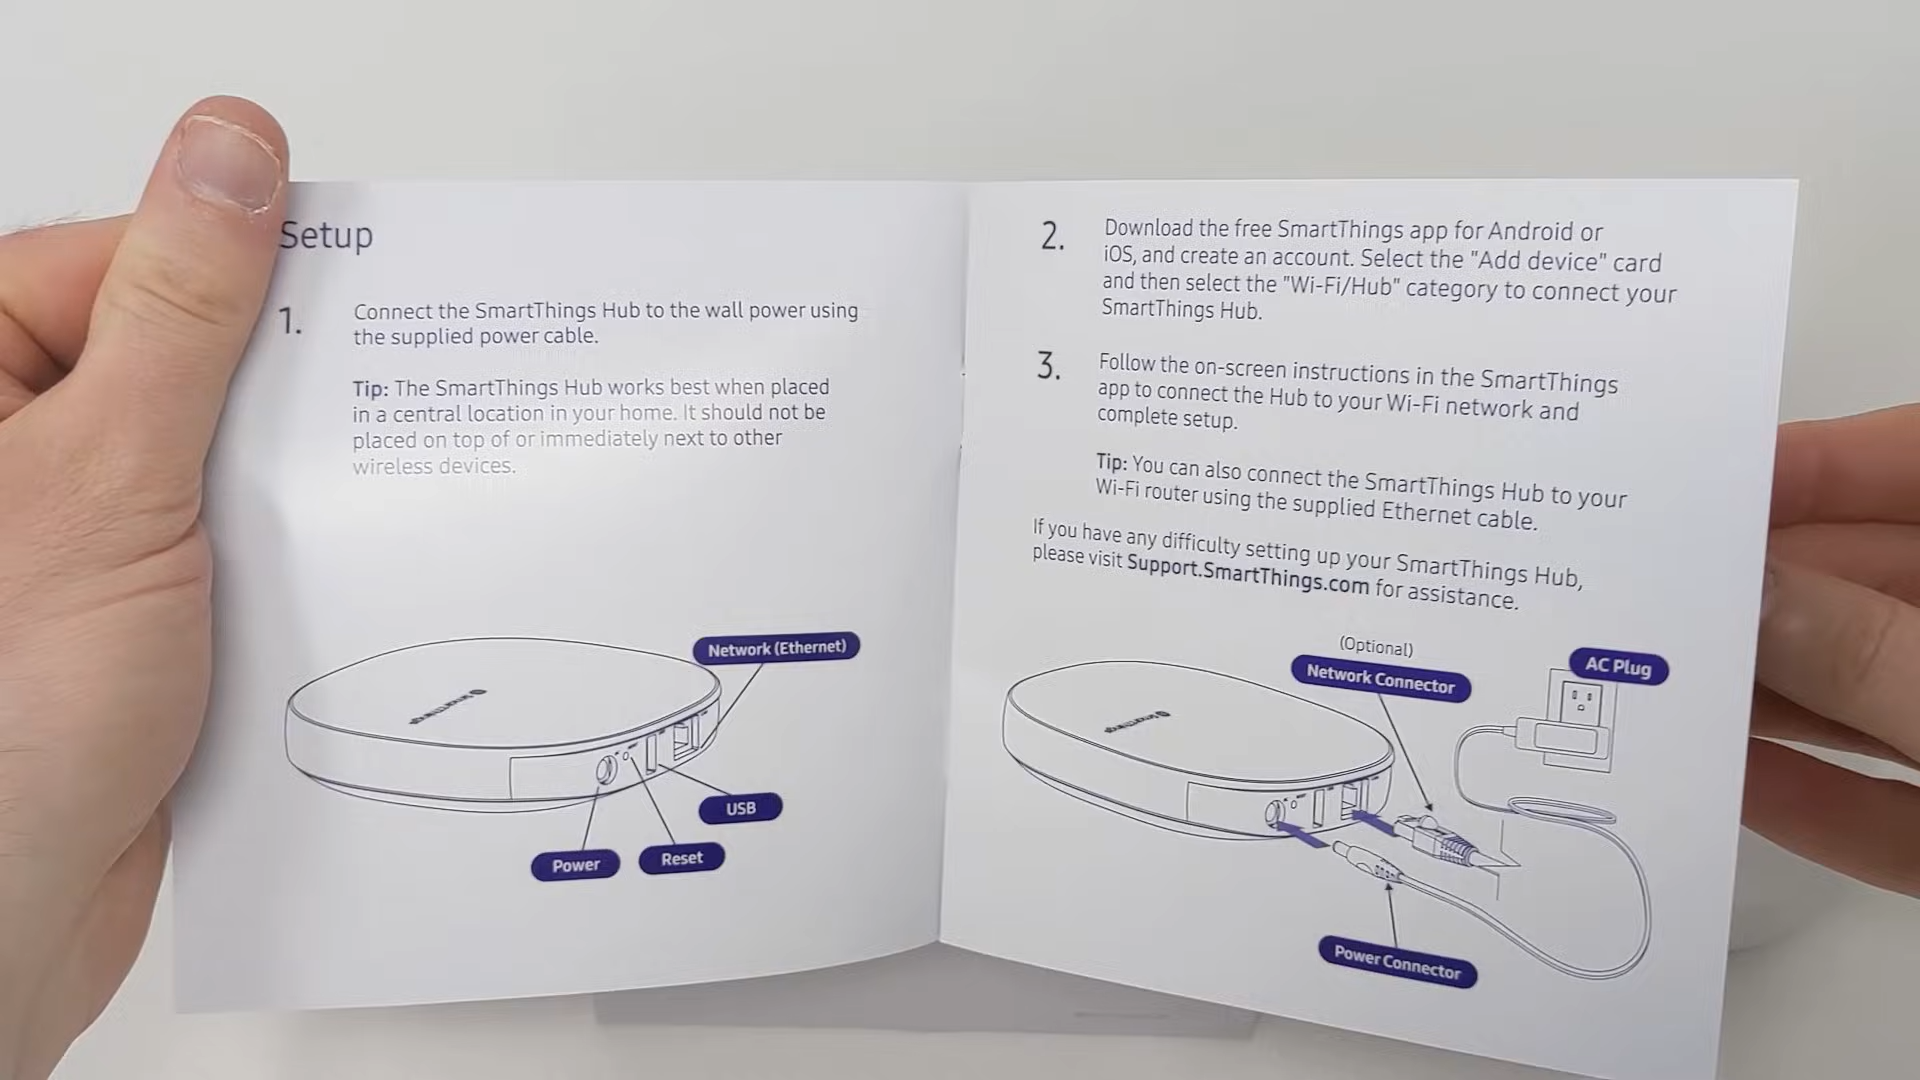 Setup
1.
Connect the SmartThings Hub to the wall power using
the supplied power cable.
Tip: The SmartThings Hub works best when placed
in a central location in your home. It should not be
placed on top of or immediately next to other
wireless devices.
Network (Ethernet)
SmartThings
USB
Power
Reset
2.
Download the free SmartThings app for Android or
iOS, and create an account. Select the "Add device" card
and then select the "Wi-Fi/Hub" category to connect your
SmartThings Hub.
3.
Follow the on-screen instructions in the SmartThings
app to connect the Hub to your Wi-Fi network and
complete setup.
Tip: You can also connect the SmartThings Hub to your
Wi-Fi router using the supplied Ethernet cable.
If you have any difficulty setting up your SmartThings Hub,
please visit Support.SmartThings.com for assistance.
(Optional)
Network Connector
AC Plug
SmartThings
Power Connector